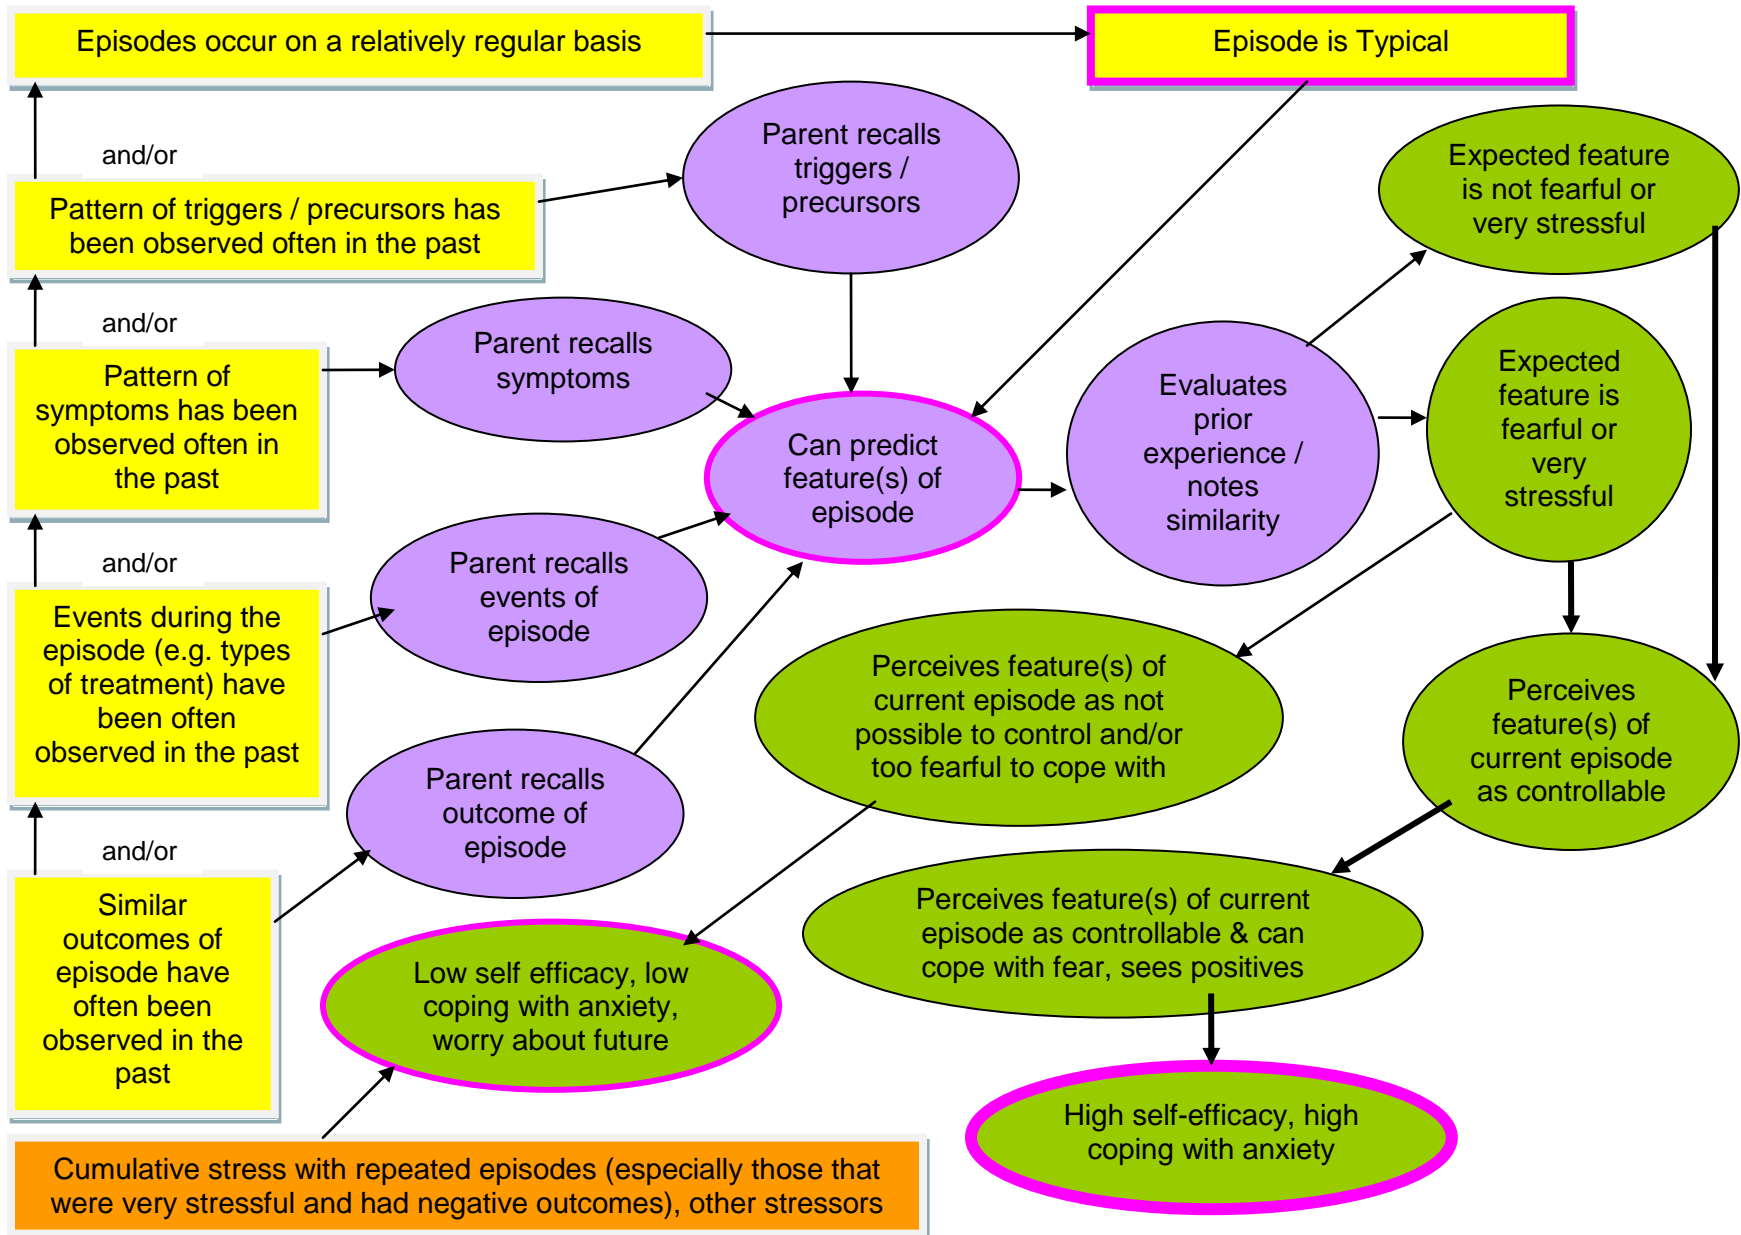 Episodes occur on a relatively regular basis
Episode is Typical
and/or
Pattern of triggers / precursors has
been observed often in the past
Parent recalls
triggers /
precursors
Expected feature
is not fearful or
very stressful
and/or
Pattern of
symptoms has been
observed often in
the past
Parent recalls
symptoms
Can predict
feature(s) of
episode
Evaluates
prior
experience /
notes
similarity
Expected
feature is
fearful or
very
stressful
and/or
Events during the
episode (e.g. types
of treatment) have
been often
observed in the past
Parent recalls
events of
episode
Perceives feature(s) of
current episode as not
possible to control and/or
too fearful to cope with
Perceives
feature(s) of
current episode
as controllable
and/or
Similar
outcomes of
episode have
often been
observed in the
past
Parent recalls
outcome of
episode
Low self efficacy, low
coping with anxiety,
worry about future
Perceives feature(s) of current
episode as controllable & can
cope with fear, sees positives
High self-efficacy, high
coping with anxiety
Cumulative stress with repeated episodes (especially those that
were very stressful and had negative outcomes), other stressors